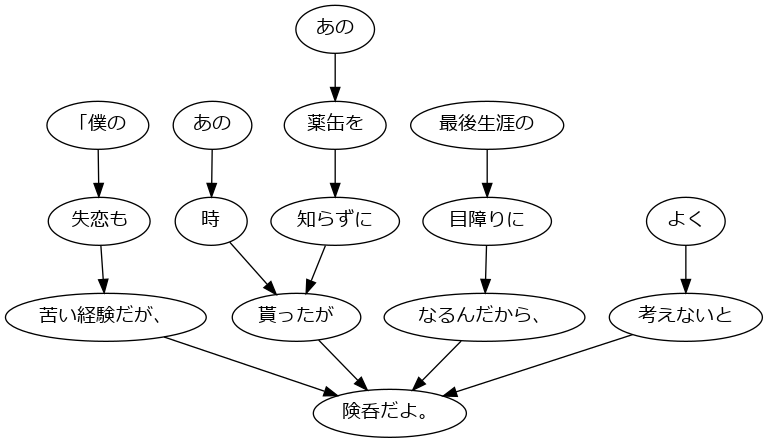 あの
「僕の
あの
薬缶を
最後生涯の
失恋も
時
知らずに
目障りに
よく
苦い経験だが、
貰ったが
なるんだから、
考えないと
険呑だよ。